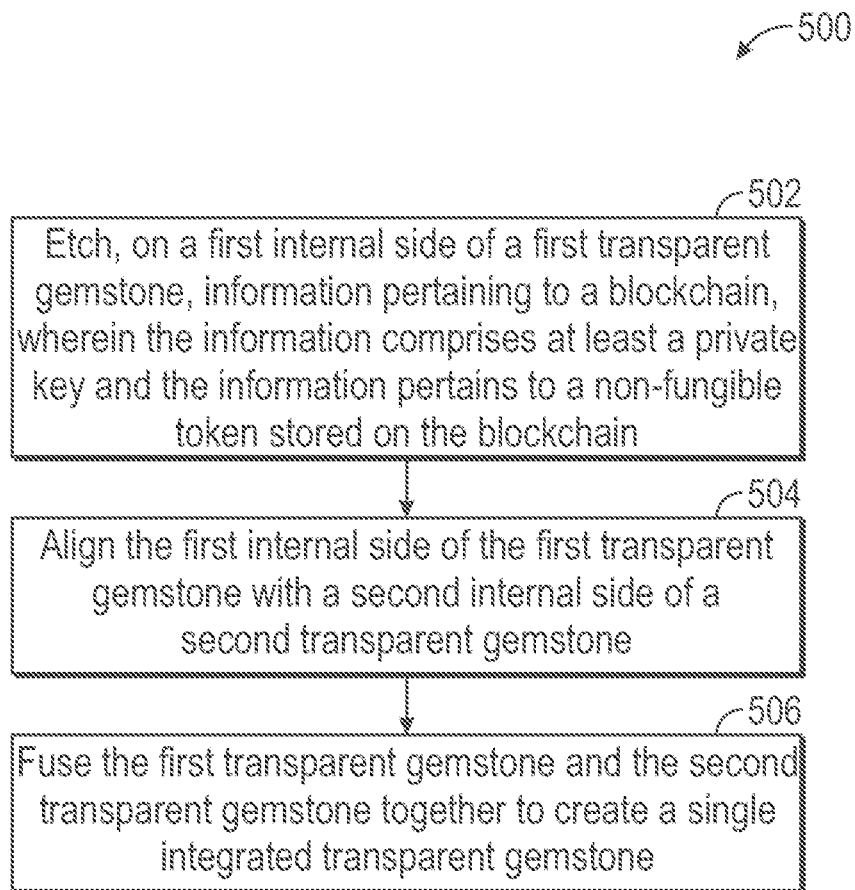 500
502
Etch, on a first internal side of a first transparent
gemstone, information pertaining to a blockchain,
wherein the information comprises at least a private
key and the information pertains to a non-fungible
token stored on the blockchain
504
Align the first internal side of the first transparent
gemstone with a second internal side of a
second transparent gemstone
506
Fuse the first transparent gemstone and the second
transparent gemstone together to create a single
integrated transparent gemstone